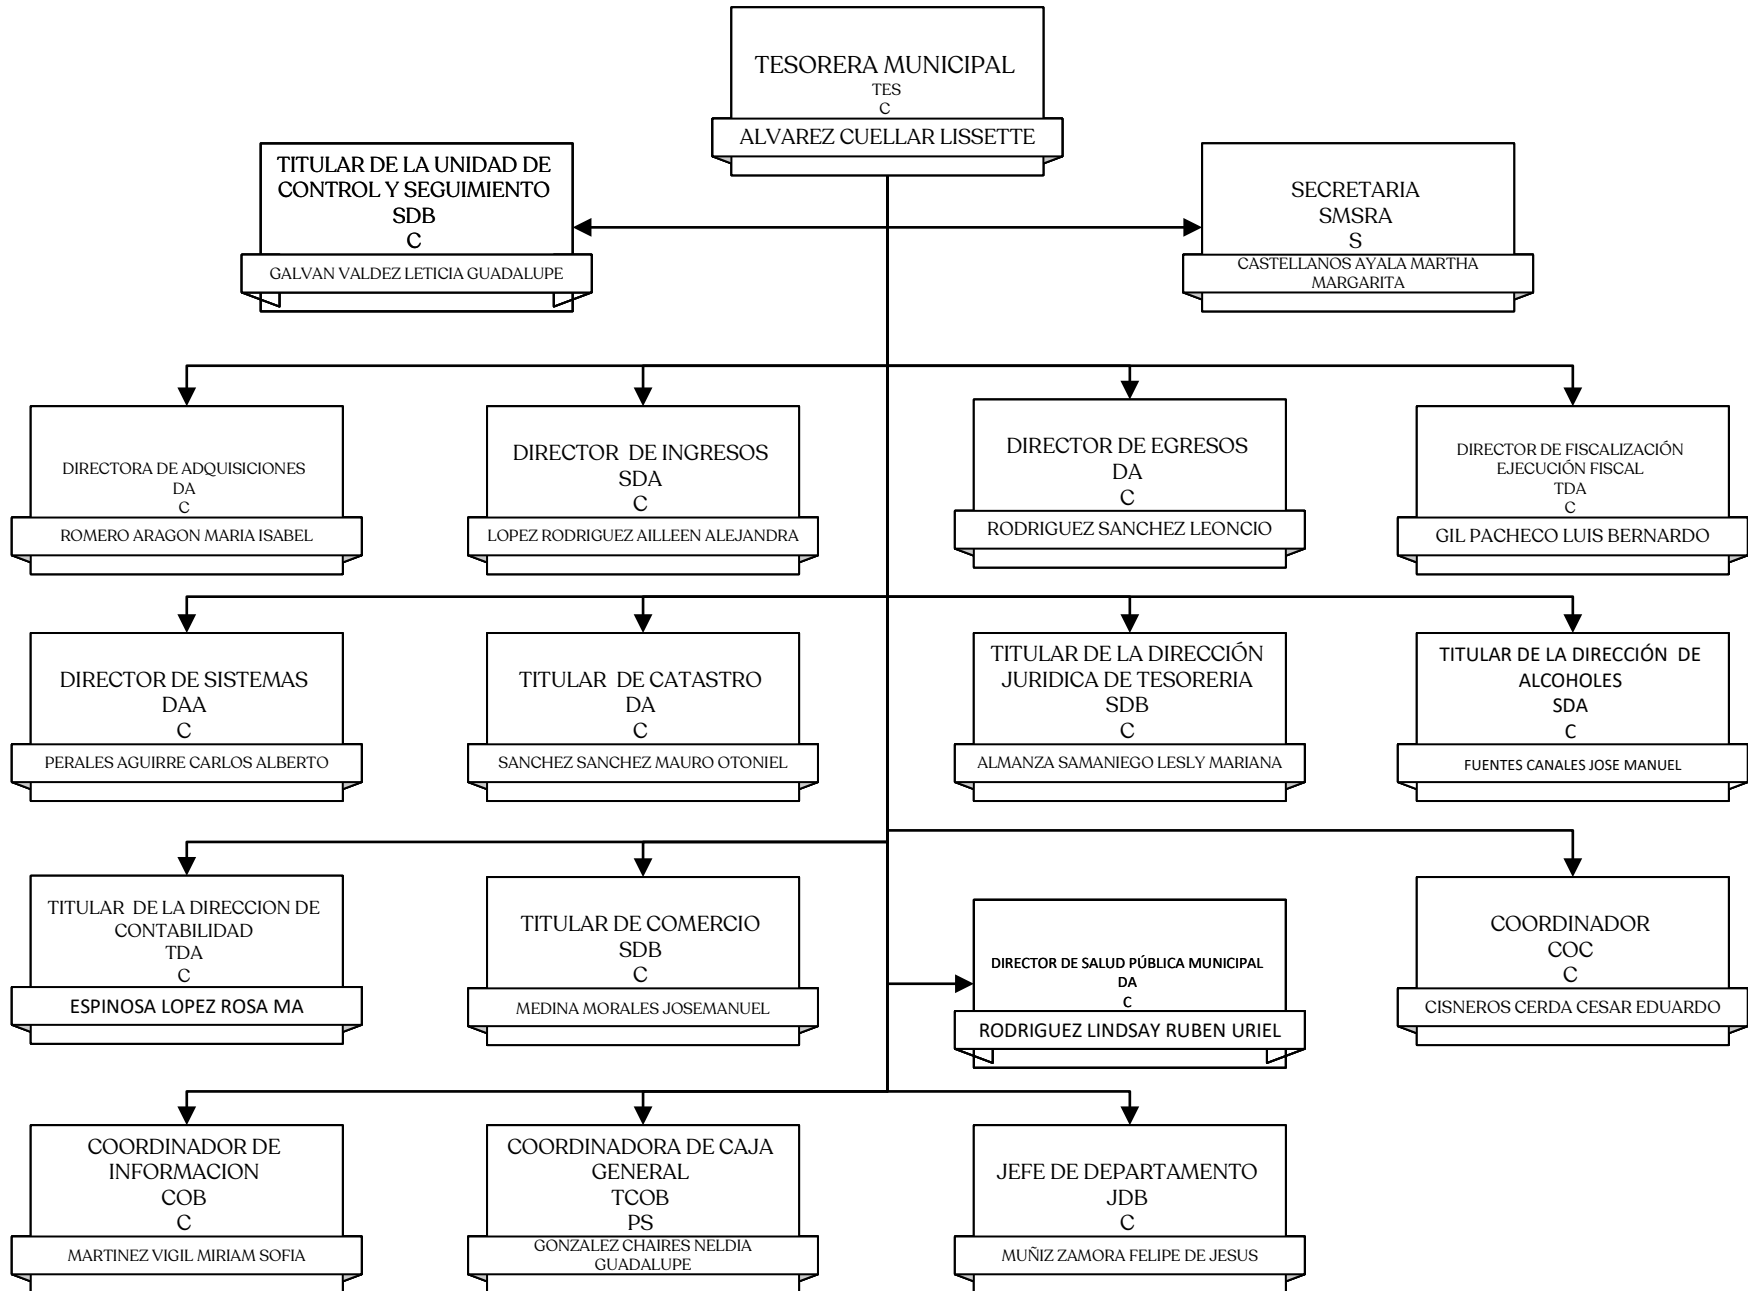 TESORERA MUNICIPAL
TES
C
ALVAREZ CUELLAR LISSETTE
TITULAR DE LA UNIDAD DE
CONTROL Y SEGUIMIENTO
SDB
C
GALVAN VALDEZ LETICIA GUADALUPE
SECRETARIA
SMSRA
S
CASTELLANOS AYALA MARTHA
MARGARITA
DIRECTORA DE ADQUISICIONES
DA
C
ROMERO ARAGON MARIA ISABEL
DIRECTOR DE INGRESOS
SDA
C
LOPEZ RODRIGUEZ AILLEEN ALEJANDRA
DIRECTOR DE EGRESOS
DA
C
RODRIGUEZ SANCHEZ LEONCIO
DIRECTOR DE FISCALIZACIÓN
EJECUCIÓN FISCAL
TDA
C
GIL PACHECO LUIS BERNARDO
DIRECTOR DE SISTEMAS
DAA
C
PERALES AGUIRRE CARLOS ALBERTO
TITULAR DE CATASTRO
DA
C
SANCHEZ SANCHEZ MAURO OTONIEL
TITULAR DE LA DIRECCIÓN
JURIDICA DE TESORERIA
SDB
C
ALMANZA SAMANIEGO LESLY MARIANA
TITULAR DE LA DIRECCIÓN DE
ALCOHOLES
SDA
C
FUENTES CANALES JOSE MANUEL
TITULAR DE LA DIRECCION DE
CONTABILIDAD
TDA
C
ESPINOSA LOPEZ ROSA MA
TITULAR DE COMERCIO
SDB
C
MEDINA MORALES JOSEMANUEL
DIRECTOR DE SALUD PÚBLICA MUNICIPAL
DA
C
RODRIGUEZ LINDSAY RUBEN URIEL
COORDINADOR
COC
C
CISNEROS CERDA CESAR EDUARDO
COORDINADOR DE
INFORMACION
COB
C
MARTINEZ VIGIL MIRIAM SOFIA
COORDINADORA DE CAJA
GENERAL
TCOB
PS
GONZALEZ CHAIRES NELDIA
GUADALUPE
JEFE DE DEPARTAMENTO
JDB
C
MUÑIZ ZAMORA FELIPE DE JESUS